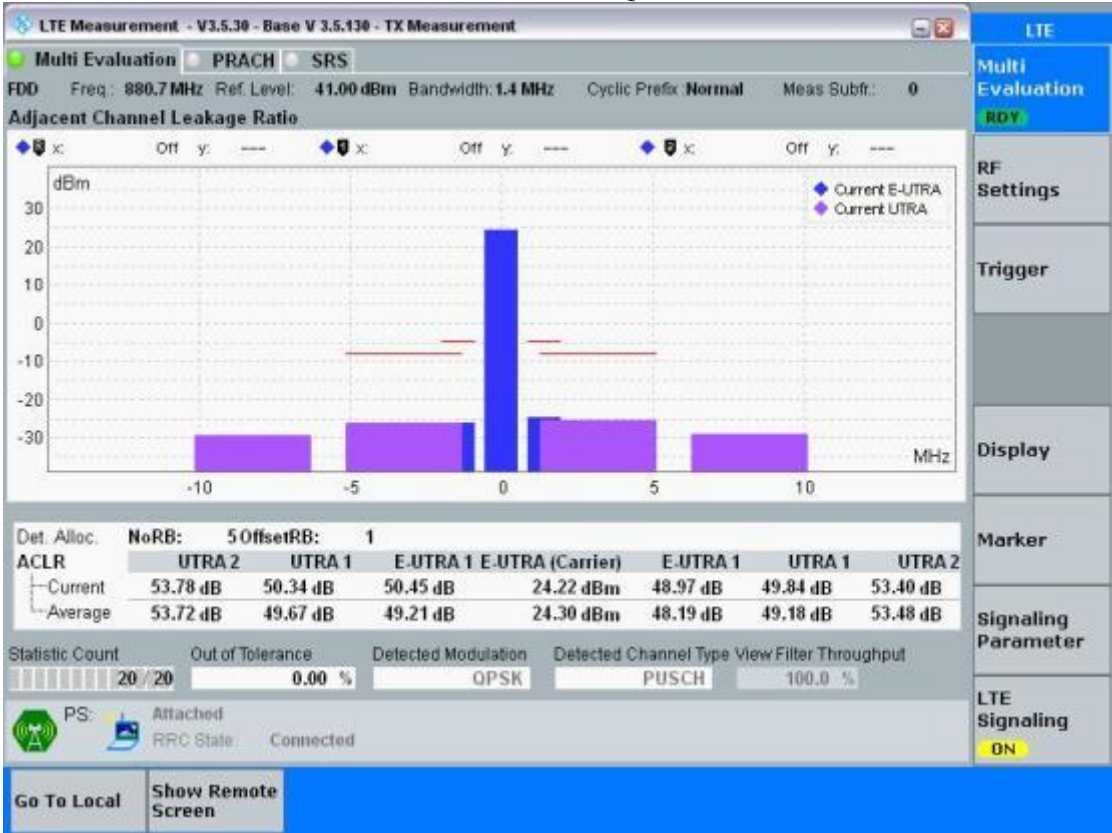 LTE Measurement - V3.5.30 - Base V 3.5.130 - TX Measurement
LTE
Multi Evaluation PRACH SRS
Multi
Evaluation
RDY
FDD Freq.: 880.7 MHz Ref. Level: 41.00 dBm Bandwidth: 1.4 MHz Cyclic Prefix: Normal Meas Subfr.: 0
Adjacent Channel Leakage Ratio
x: Off y: --- x: Off y: --- x: Off y: ---
dBm
Current E-UTRA
Current UTRA
30
20
10
0
-10
-20
-30
MHz
-10 -5 0 5 10
RF
Settings
Trigger
Display
Marker
Signaling
Parameter
LTE
Signaling
ON
Det. Alloc. NoRB: 5 OffsetRB: 1
ACLR UTRA 2 UTRA 1 E-UTRA 1 E-UTRA (Carrier) E-UTRA 1 UTRA 1 UTRA 2
Current 53.78 dB 50.34 dB 50.45 dB 24.22 dBm 48.97 dB 49.84 dB 53.40 dB
Average 53.72 dB 49.67 dB 49.21 dB 24.30 dBm 48.19 dB 49.18 dB 53.48 dB
Statistic Count Out of Tolerance Detected Modulation Detected Channel Type View Filter Throughput
20 / 20 0.00 % QPSK PUSCH 100.0 %
PS: Attached
RRC State: Connected
Go To Local Show Remote
Screen